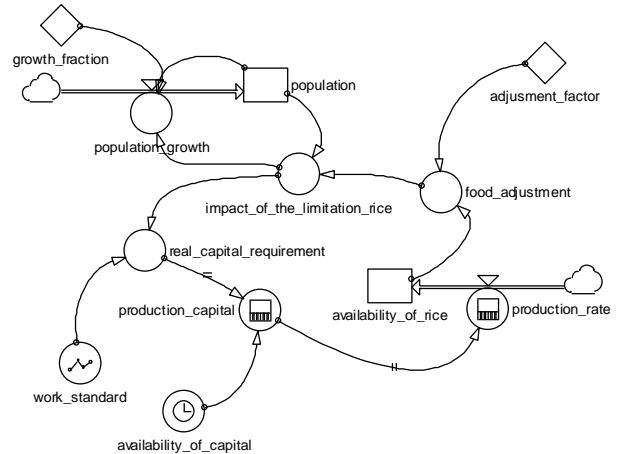 growth_fraction
population
adjusment_factor
population_growth
food_adjustment
impact_of_the_limitation_rice
real_capital_requirement
production_capital
availability_of_rice
production_rate
work_standard
availability_of_capital